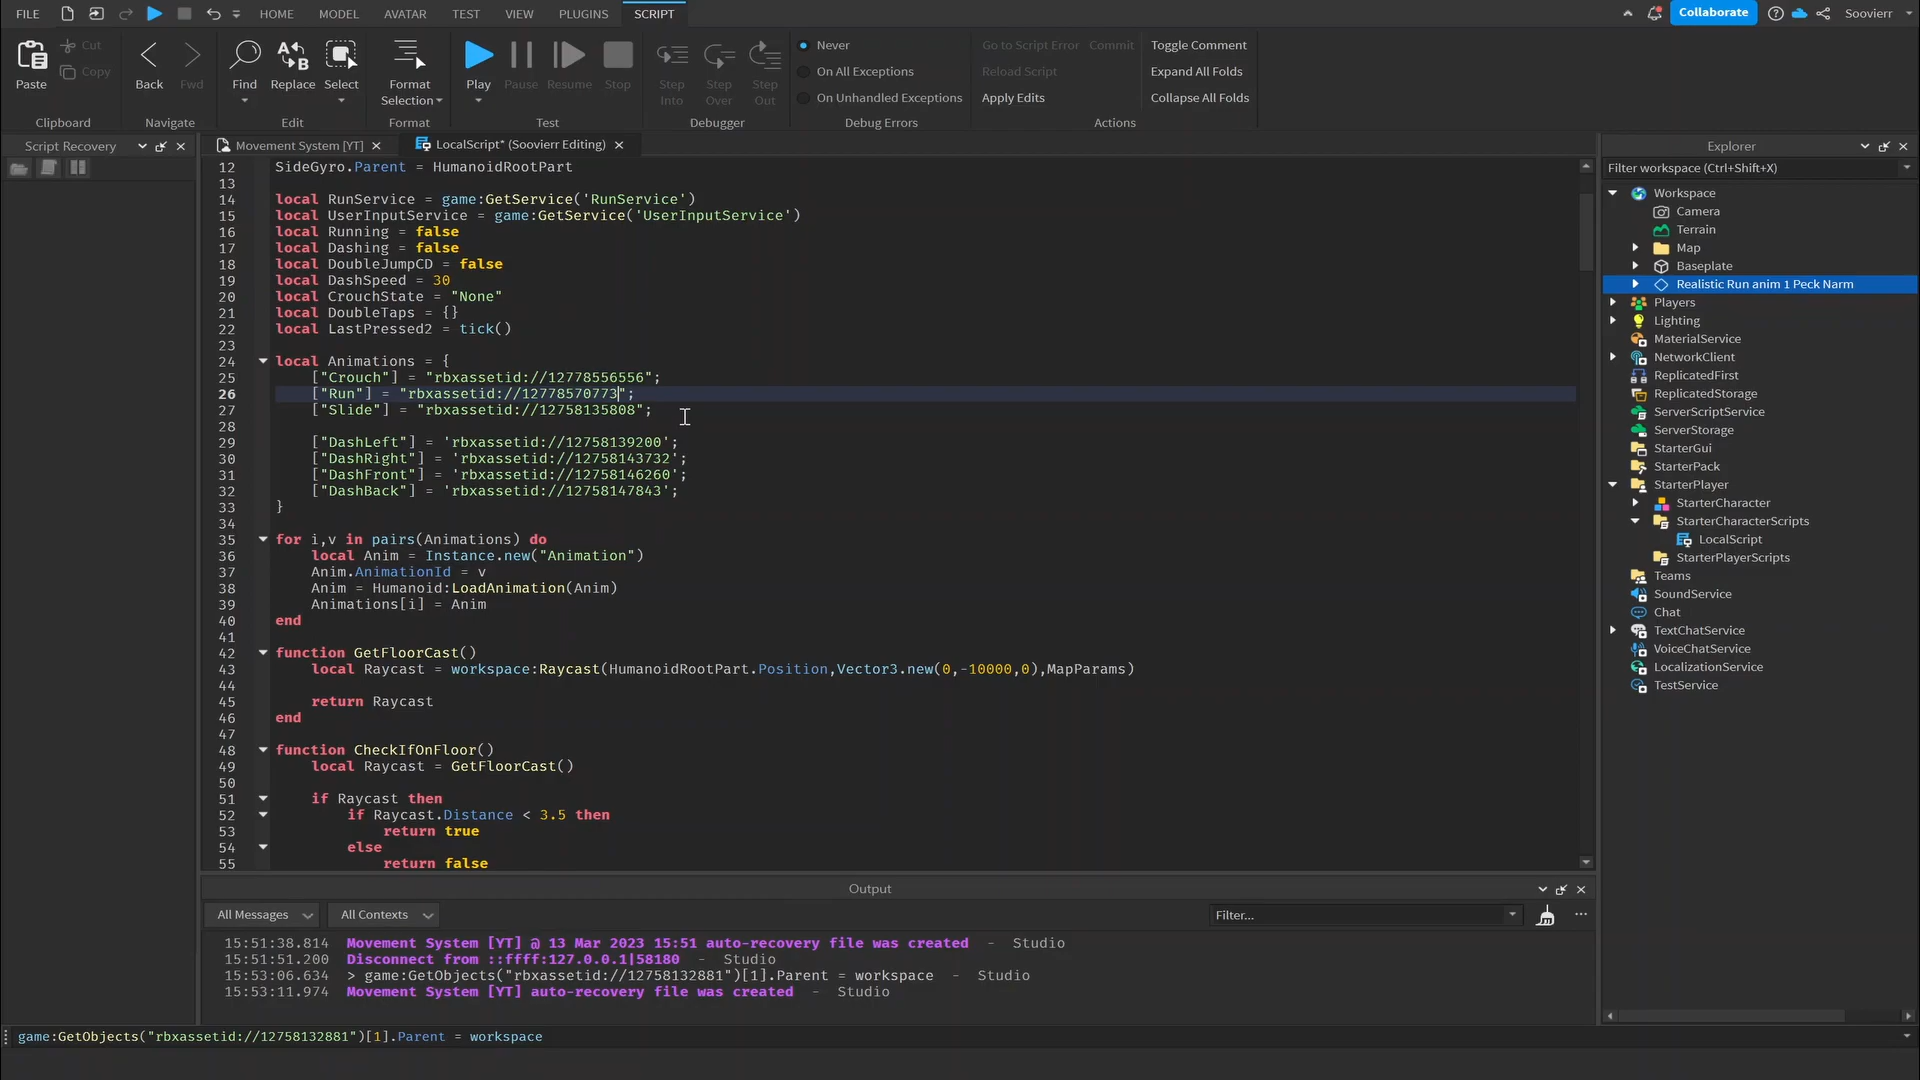 FILE HOME MODEL AVATAR TEST VIEW PLUGINS SCRIPT Collaborate Soovierr
Paste Cut Copy
Clipboard
Back Fwd
Navigate
Find Replace Select
Edit
Format Selection
Format
Play Pause Resume Stop
Test
Step Into Step Over Step Out
Debugger
Never
On All Exceptions
On Unhandled Exceptions
Debug Errors
Go to Script Error Commit Toggle Comment
Reload Script Expand All Folds
Apply Edits Collapse All Folds
Actions
Script Recovery
Movement System [YT] LocalScript* (Soovierr Editing)
12 SideGyro.Parent = HumanoidRootPart
13
14 local RunService = game:GetService('RunService')
15 local UserInputService = game:GetService('UserInputService')
16 local Running = false
17 local Dashing = false
18 local DoubleJumpCD = false
19 local DashSpeed = 30
20 local CrouchState = "None"
21 local DoubleTaps = {}
22 local LastPressed2 = tick()
23
24 local Animations = {
25 ["Crouch"] = "rbxassetid://12778556556";
26 ["Run"] = "rbxassetid://12778570773";
27 ["Slide"] = "rbxassetid://12758135808";
28
29 ["DashLeft"] = 'rbxassetid://12758139200';
30 ["DashRight"] = 'rbxassetid://12758143732';
31 ["DashFront"] = 'rbxassetid://12758146260';
32 ["DashBack"] = 'rbxassetid://12758147843';
33 }
34
35 for i,v in pairs(Animations) do
36 local Anim = Instance.new("Animation")
37 Anim.AnimationId = v
38 Anim = Humanoid:LoadAnimation(Anim)
39 Animations[i] = Anim
40 end
41
42 function GetFloorCast()
43 local Raycast = workspace:Raycast(HumanoidRootPart.Position,Vector3.new(0,-10000,0),MapParams)
44
45 return Raycast
46 end
47
48 function CheckIfOnFloor()
49 local Raycast = GetFloorCast()
50
51 if Raycast then
52 if Raycast.Distance < 3.5 then
53 return true
54 else
55 return false
Output
All Messages All Contexts Filter...
15:51:38.814 Movement System [YT] @ 13 Mar 2023 15:51 auto-recovery file was created - Studio
15:51:51.200 Disconnect from ::ffff:127.0.0.1|58180 - Studio
15:53:06.634 > game:GetObjects("rbxassetid://12758132881")[1].Parent = workspace - Studio
15:53:11.974 Movement System [YT] auto-recovery file was created - Studio
game:GetObjects("rbxassetid://12758132881")[1].Parent = workspace
Explorer
Filter workspace (Ctrl+Shift+X)
Workspace
Camera
Terrain
Map
Baseplate
Realistic Run anim 1 Peck Narm
Players
Lighting
MaterialService
NetworkClient
ReplicatedFirst
ReplicatedStorage
ServerScriptService
ServerStorage
StarterGui
StarterPack
StarterPlayer
StarterCharacter
StarterCharacterScripts
LocalScript
StarterPlayerScripts
Teams
SoundService
Chat
TextChatService
VoiceChatService
LocalizationService
TestService